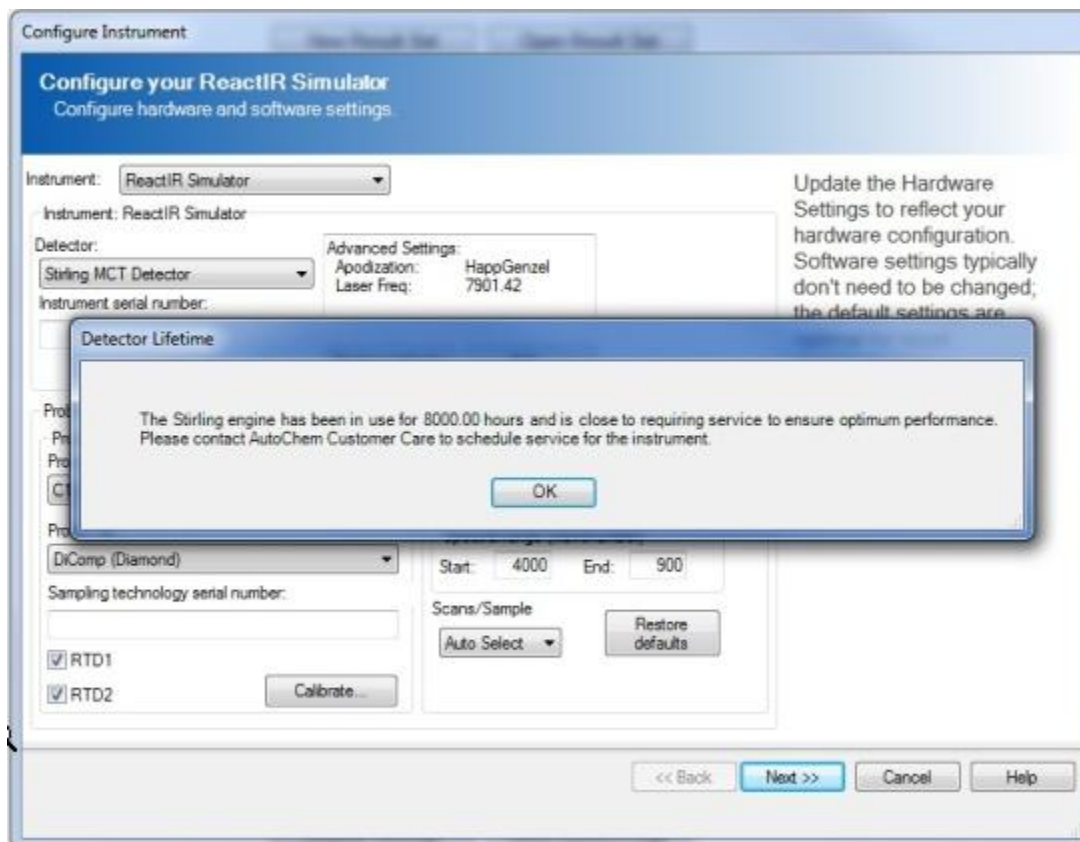 Configure Instrument
Configure your ReactIR Simulator
Configure hardware and software settings.
Instrument: ReactIR Simulator
Instrument: ReactIR Simulator
Detector:
Stirling MCT Detector
Instrument serial number:
Advanced Settings:
Apodization: HappGenzel
Laser Freq: 7901.42
Update the Hardware
Settings to reflect your
hardware configuration.
Software settings typically
don't need to be changed;
the default settings are
Detector Lifetime
The Stirling engine has been in use for 8000.00 hours and is close to requiring service to ensure optimum performance.
Please contact AutoChem Customer Care to schedule service for the instrument.
OK
DiComp (Diamond)
Sampling technology serial number:
RTD1
RTD2
Calibrate...
Start: 4000 End: 900
Scans/Sample
Auto Select
Restore
defaults
<< Back
Next >>
Cancel
Help